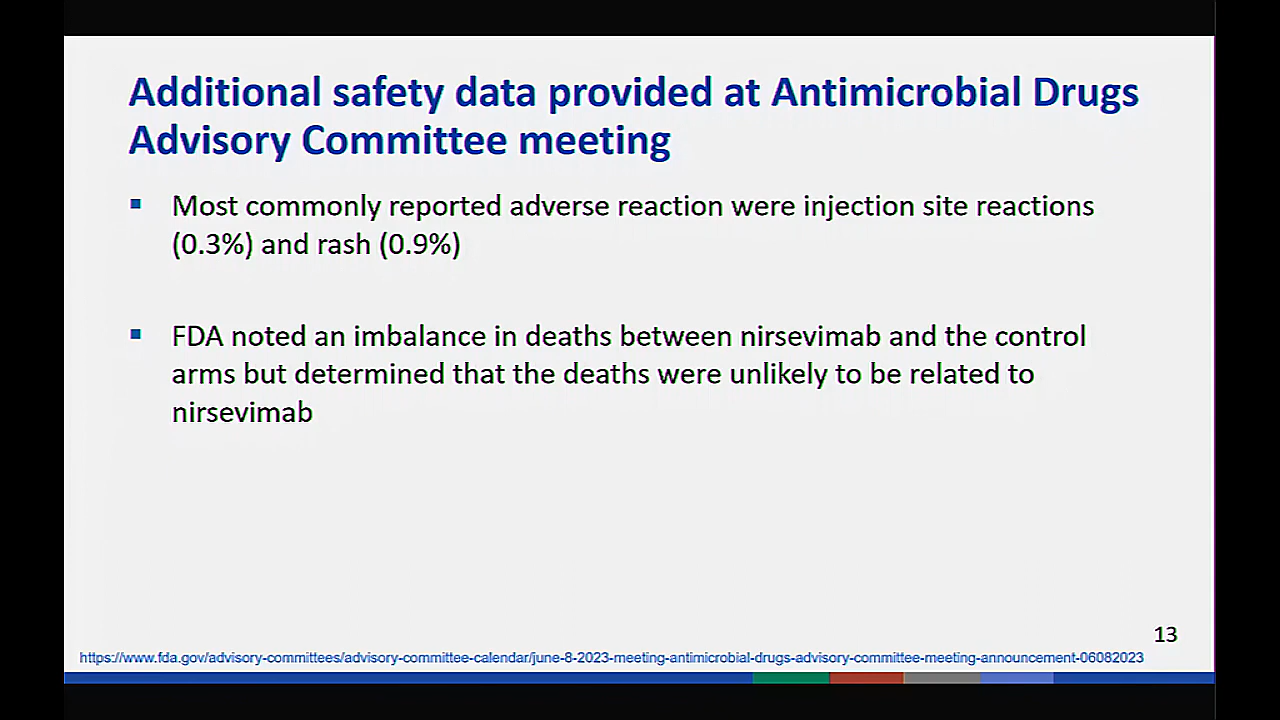 Additional safety data provided at Antimicrobial Drugs
Advisory Committee meeting
▪ Most commonly reported adverse reaction were injection site reactions
(0.3%) and rash (0.9%)
▪ FDA noted an imbalance in deaths between nirsevimab and the control
arms but determined that the deaths were unlikely to be related to
nirsevimab
13
https://www.fda.gov/advisory-committees/advisory-committee-calendar/june-8-2023-meeting-antimicrobial-drugs-advisory-committee-meeting-announcement-06082023